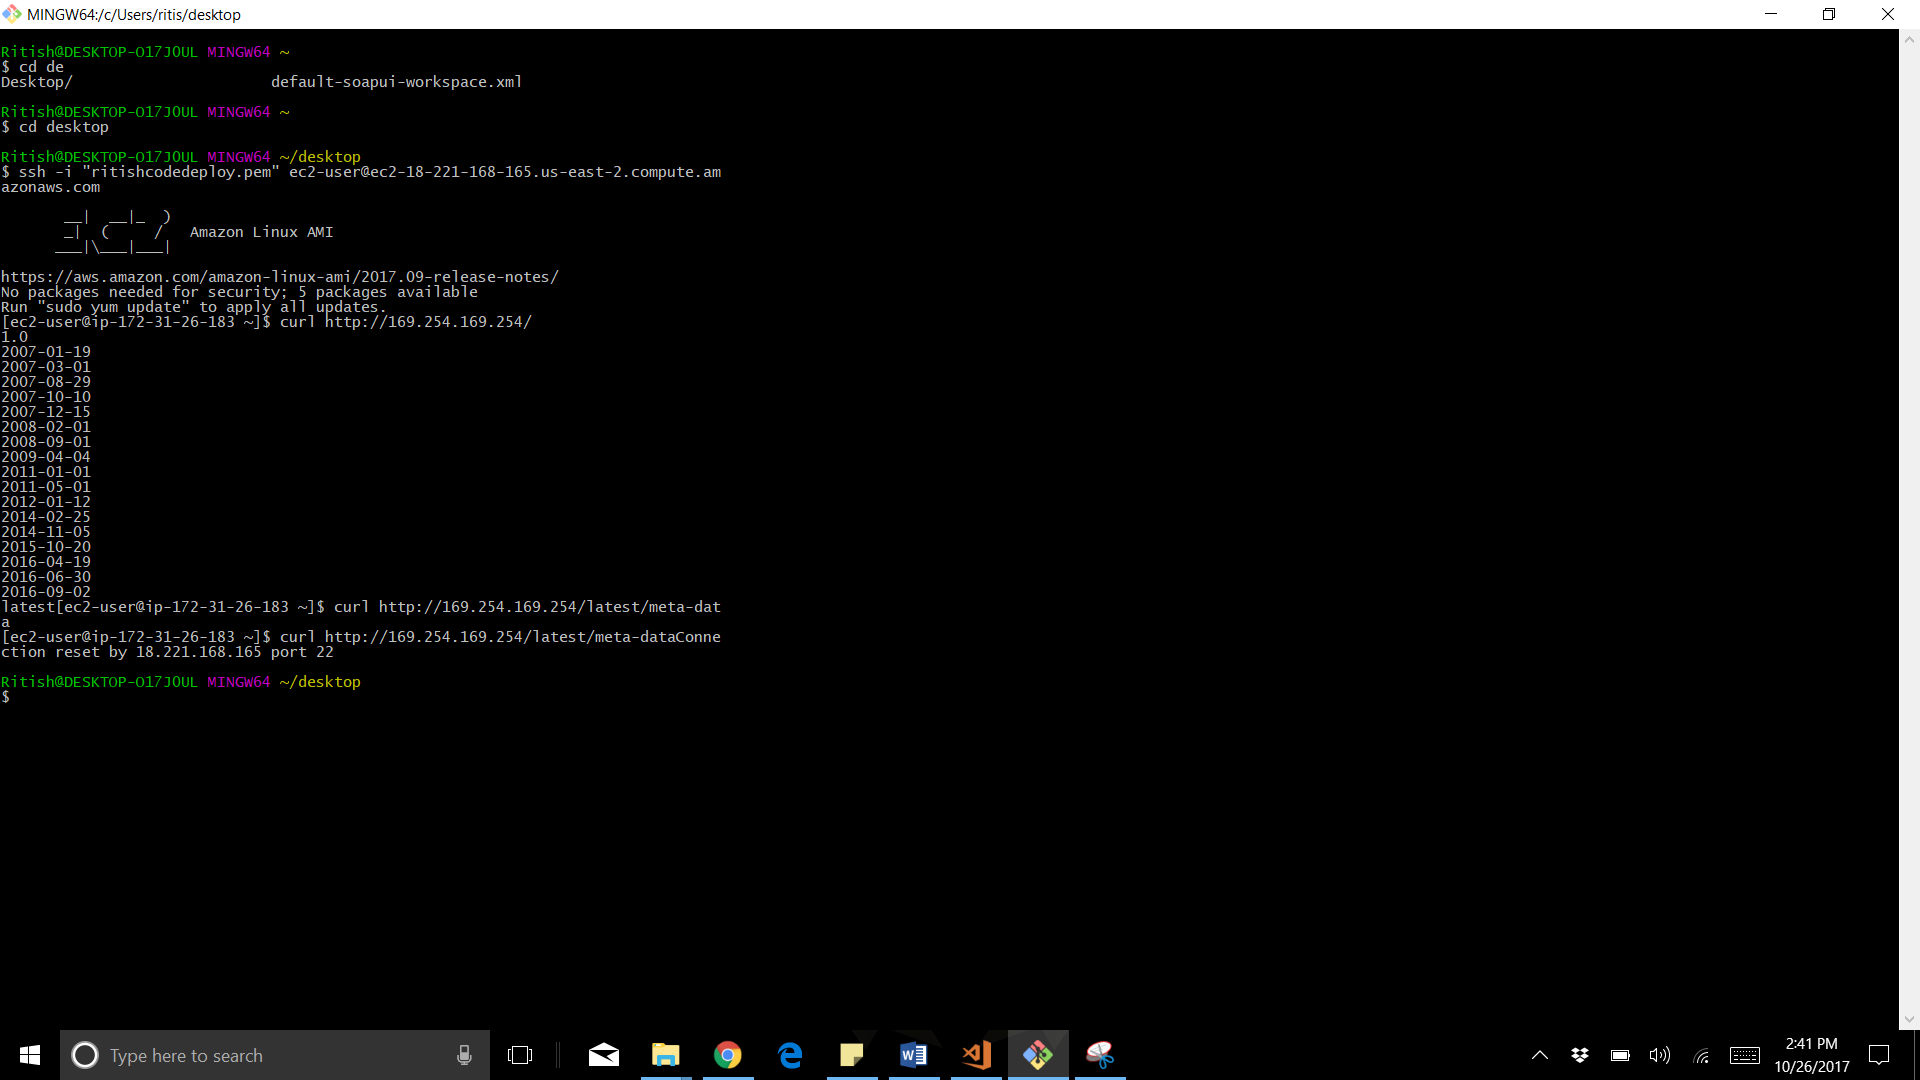 MINGW64:/c/Users/ritis/desktop
Ritish@DESKTOP-O17JOUL MINGW64 ~
$ cd de
Desktop/                      default-soapui-workspace.xml
Ritish@DESKTOP-O17JOUL MINGW64 ~
$ cd desktop
Ritish@DESKTOP-O17JOUL MINGW64 ~/desktop
$ ssh -i "ritishcodedeploy.pem" ec2-user@ec2-18-221-168-165.us-east-2.compute.am
azonaws.com
       __|  __|_  )
       _|  (     /   Amazon Linux AMI
      ___|\___|___|
https://aws.amazon.com/amazon-linux-ami/2017.09-release-notes/
No packages needed for security; 5 packages available
Run "sudo yum update" to apply all updates.
[ec2-user@ip-172-31-26-183 ~]$ curl http://169.254.169.254/
1.0
2007-01-19
2007-03-01
2007-08-29
2007-10-10
2007-12-15
2008-02-01
2008-09-01
2009-04-04
2011-01-01
2011-05-01
2012-01-12
2014-02-25
2014-11-05
2015-10-20
2016-04-19
2016-06-30
2016-09-02
latest[ec2-user@ip-172-31-26-183 ~]$ curl http://169.254.169.254/latest/meta-dat
a
[ec2-user@ip-172-31-26-183 ~]$ curl http://169.254.169.254/latest/meta-dataConne
ction reset by 18.221.168.165 port 22
Ritish@DESKTOP-O17JOUL MINGW64 ~/desktop
$
Type here to search
2:41 PM
10/26/2017